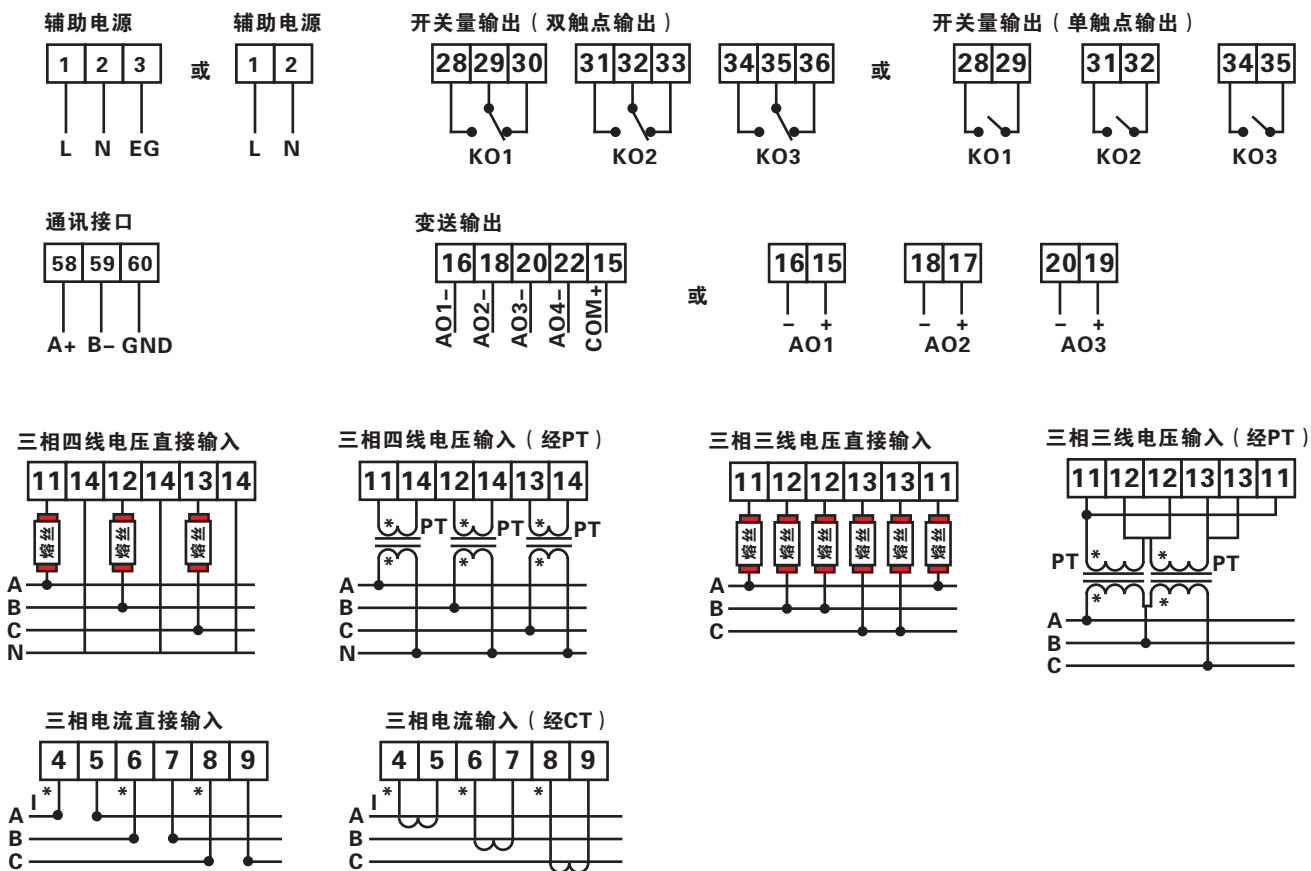 辅助电源
1 2 3
L N EG
或
辅助电源
1 2
L N
开关量输出（双触点输出）
28 29 30
KO1
31 32 33
KO2
34 35 36
KO3
或
开关量输出（单触点输出）
28 29
KO1
31 32
KO2
34 35
KO3
通讯接口
58 59 60
A+ B− GND
变送输出
16 18 20 22 15
AO1− AO2− AO3− AO4− COM+
或
16 15
− +
AO1
18 17
− +
AO2
20 19
− +
AO3
三相四线电压直接输入
11 14 12 14 13 14
熔丝 熔丝 熔丝
A
B
C
N
三相四线电压输入（经PT）
11 14 12 14 13 14
* PT * PT * PT
* * *
A
B
C
N
三相三线电压直接输入
11 12 12 13 13 11
熔丝 熔丝 熔丝 熔丝 熔丝 熔丝
A
B
C
三相三线电压输入（经PT）
11 12 12 13 13 11
PT * * PT
* *
A
B
C
三相电流直接输入
4 5 6 7 8 9
I * * *
A
B
C
三相电流输入（经CT）
4 5 6 7 8 9
I * * *
A
B
C